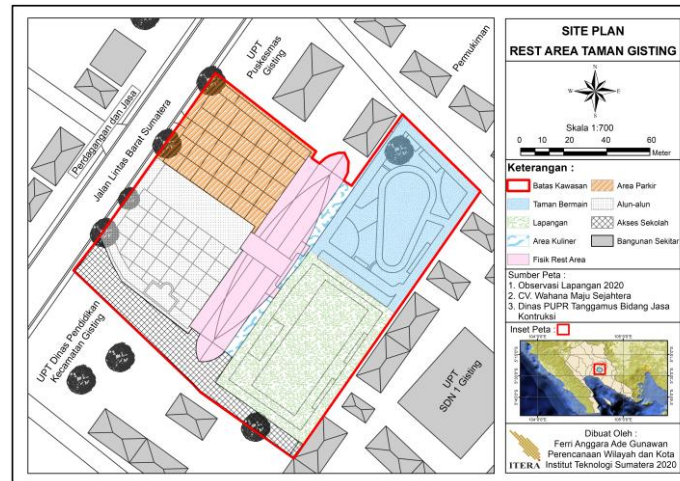 SITE PLAN
REST AREA TAMAN GISTING
N
W
E
S
Skala 1:700
0 10 20 40 60
Meter
Keterangan :
Batas Kawasan
Area Parkir
Taman Bermain
Alun-alun
Lapangan
Akses Sekolah
Area Kuliner
Bangunan Sekitar
Fisik Rest Area
Sumber Peta :
1. Observasi Lapangan 2020
2. CV. Wahana Maju Sejahtera
3. Dinas PUPR Tanggamus Bidang Jasa
Kontruksi
Inset Peta :
ITERA
Dibuat Oleh :
Ferri Anggara Ade Gunawan
Perencanaan Wilayah dan Kota
Institut Teknologi Sumatera 2020
UPT
Puskesmas
Gisting
Permukiman
Perdagangan dan Jasa
Jalan Lintas Barat Sumatera
UPT Dinas Pendidikan
Kecamatan Gisting
UPT
SDN 1 Gisting